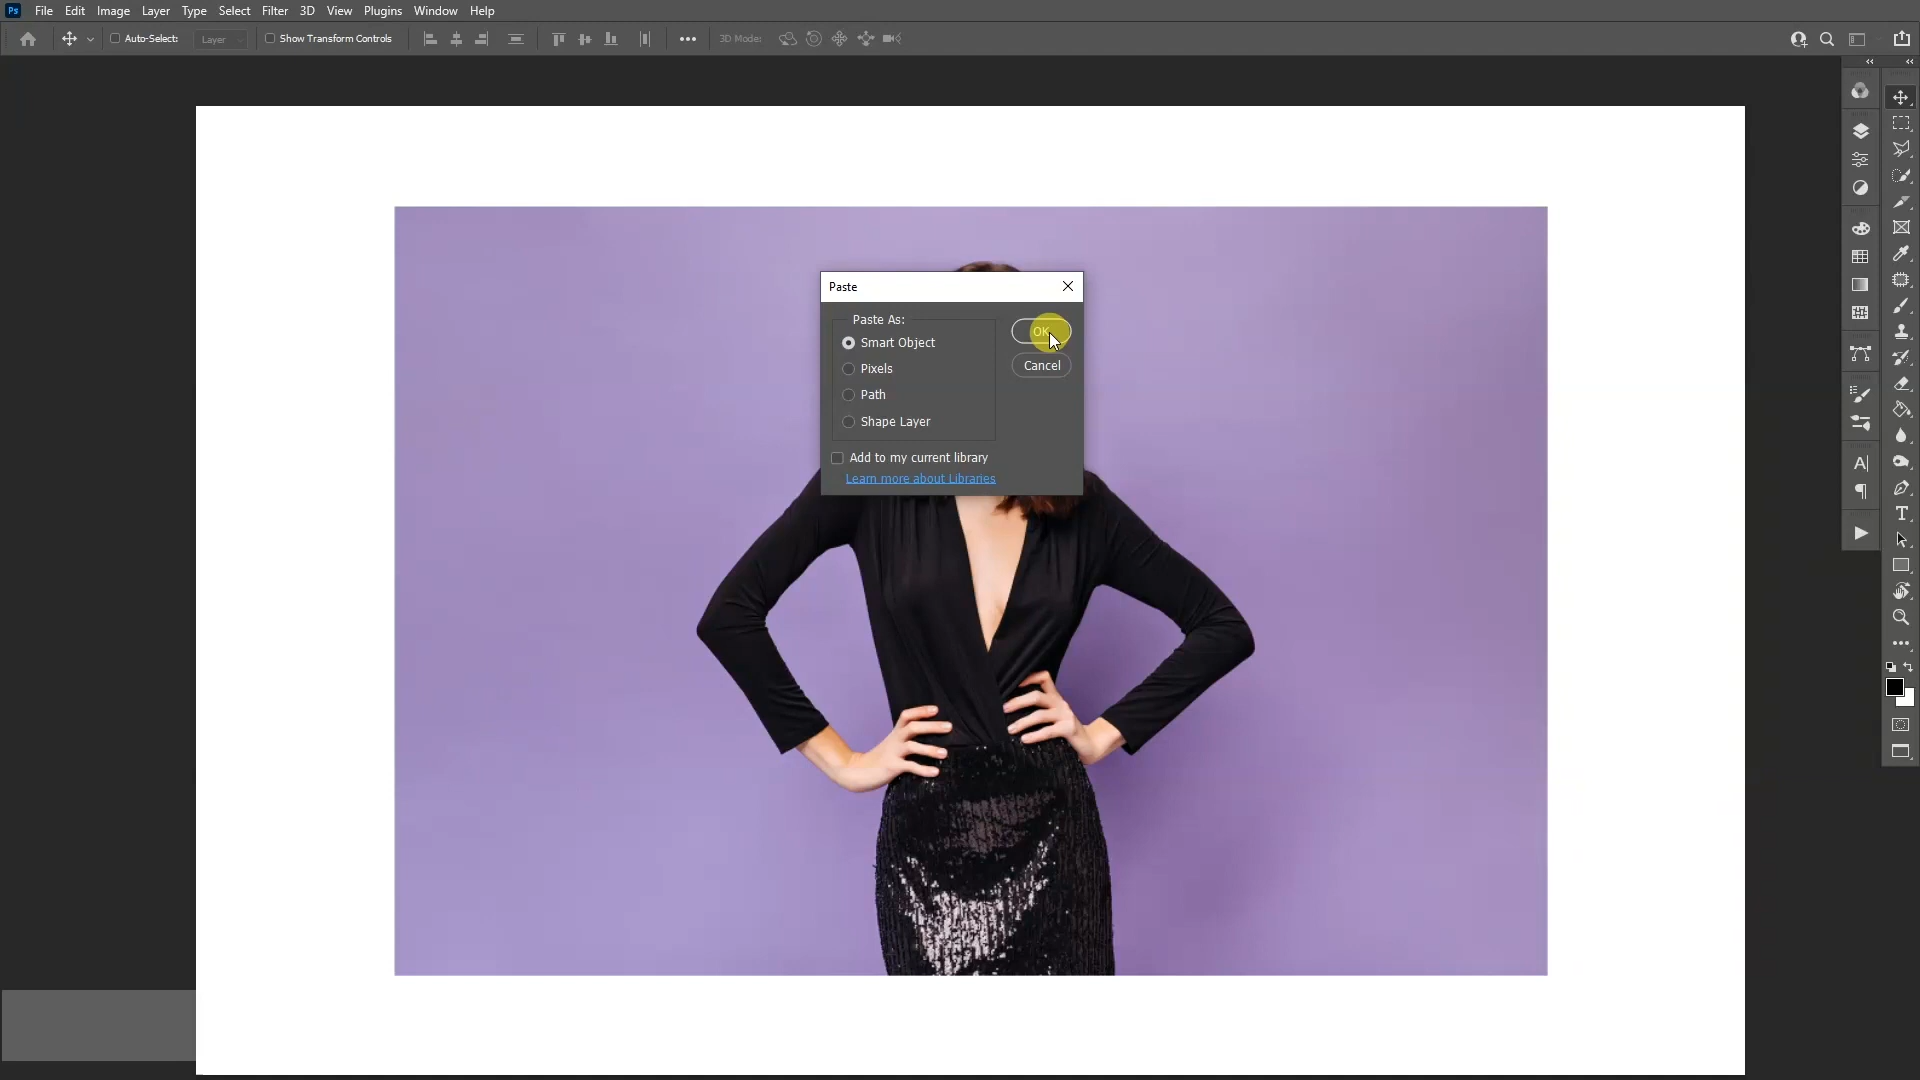 Ps File Edit Image Layer Type Select Filter 3D View Plugins Window Help
Auto-Select: Layer Show Transform Controls 3D Mode:
Paste
Paste As:
OK
Smart Object
Cancel
Pixels
Path
Shape Layer
Add to my current library
Learn more about Libraries